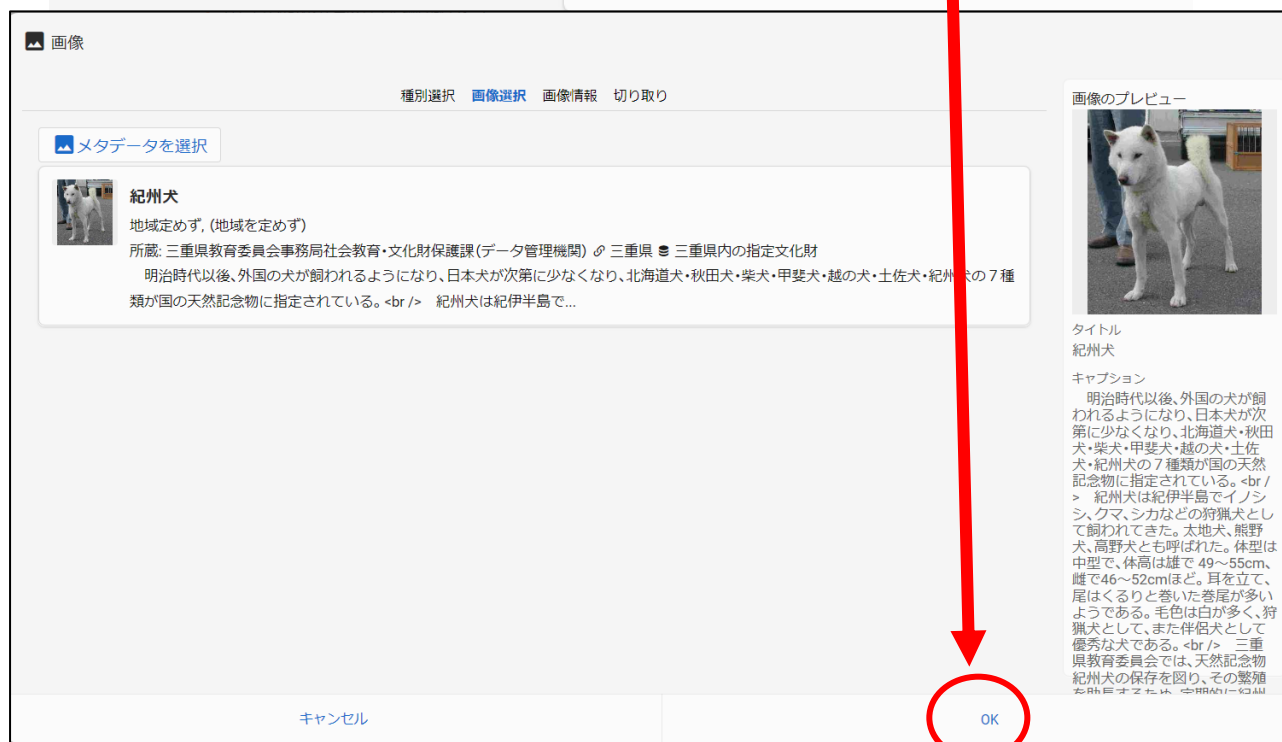 画像
種別選択 画像選択 画像情報 切り取り
メタデータを選択
紀州犬
地域定めず, (地域を定めず)
所蔵: 三重県教育委員会事務局社会教育・文化財保護課(データ管理機関) 三重県 三重県内の指定文化財
明治時代以後、外国の犬が飼われるようになり、日本犬が次第に少なくなり、北海道犬・秋田犬・柴犬・甲斐犬・越の犬・土佐犬・紀州犬の7種
類が国の天然記念物に指定されている。<br /> 紀州犬は紀伊半島で...
画像のプレビュー
タイトル
紀州犬
キャプション
明治時代以後、外国の犬が飼
われるようになり、日本犬が次
第に少なくなり、北海道犬・秋田
犬・柴犬・甲斐犬・越の犬・土佐
犬・紀州犬の7種類が国の天然
記念物に指定されている。<br /
> 紀州犬は紀伊半島でイノシ
シ、クマ、シカなどの狩猟犬とし
て飼われてきた。太地犬、熊野
犬、高野犬とも呼ばれた。体型は
中型で、体高は雄で 49～55cm、
雌で46～52cmほど。耳を立て、
尾はくるりと巻いた巻尾が多い
ようである。毛色は白が多く、狩
猟犬として、また伴侶犬として
優秀な犬である。<br /> 三重
県教育委員会では、天然記念物
紀州犬の保存を図り、その繁殖
を助長するため、定期的に紀州
キャンセル
OK